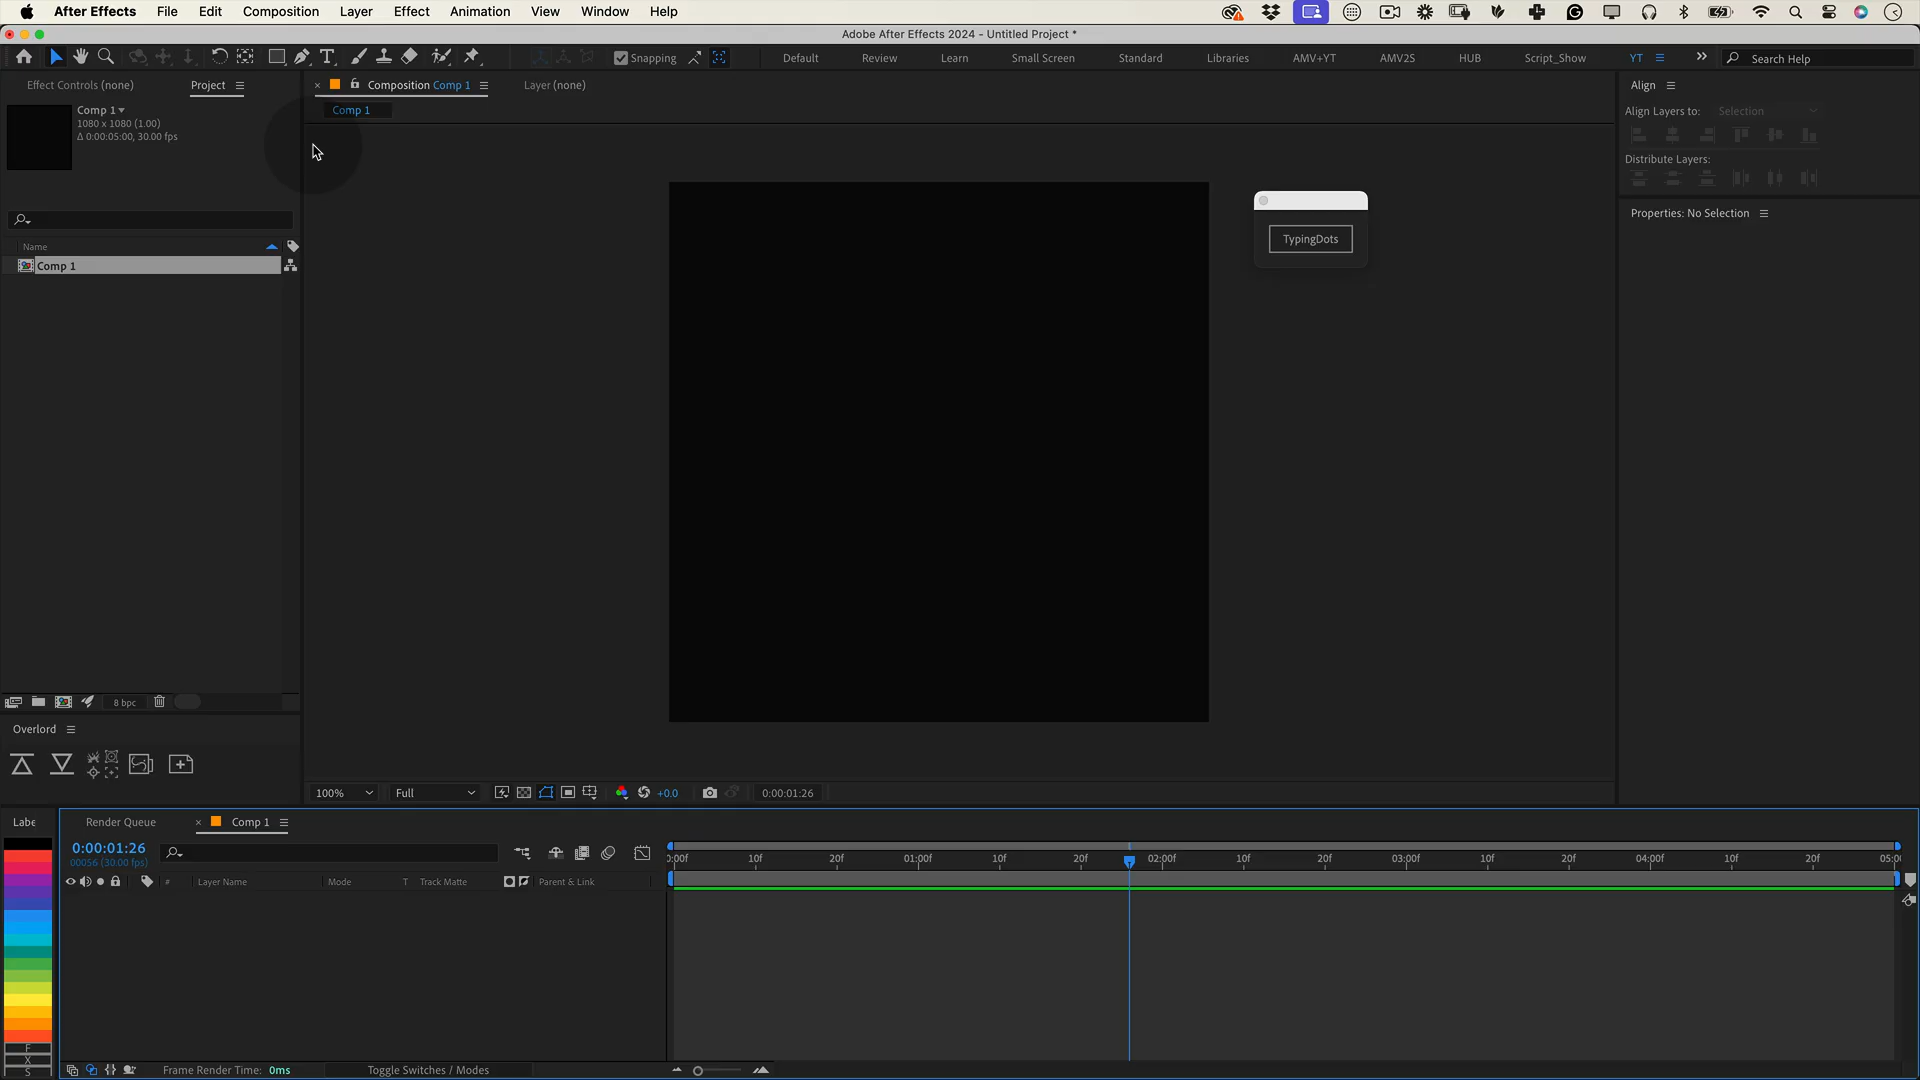 After Effects File Edit Composition Layer Effect Animation View Window Help
Adobe After Effects 2024 - Untitled Project *
Snapping Default Review Learn Small Screen Standard Libraries AMV+YT AMV2S HUB Script_Show YT Search Help
Effect Controls (none) Project
Composition Comp 1 Layer (none)
Align
Comp 1
1080 x 1080 (1.00)
Δ 0:00:05:00, 30.00 fps
Comp 1
Align Layers to: Selection
Distribute Layers:
TypingDots
Properties: No Selection
Name
Comp 1
8 bpc
Overlord
100% Full +0.0 0:00:01:26
Labe
Render Queue Comp 1
0:00:01:26
00056 (30.00 fps)
:00f 10f 20f 01:00f 10f 20f 02:00f 10f 20f 03:00f 10f 20f 04:00f 10f 20f 05:00
# Layer Name Mode T Track Matte Parent & Link
F
X
S
Frame Render Time: 0ms Toggle Switches / Modes